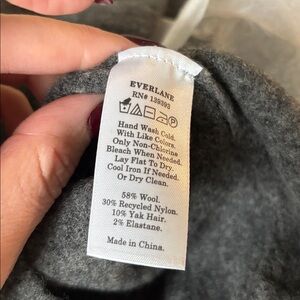 EVERLANE
RN# 139393
Hand Wash Cold.
With Like Colors.
Only Non-Chlorine
Bleach When Needed.
Lay Flat To Dry.
Cool Iron If Needed.
Or Dry Clean.
58% Wool.
30% Recycled Nylon.
10% Yak Hair.
2% Elastane.
Made in China.